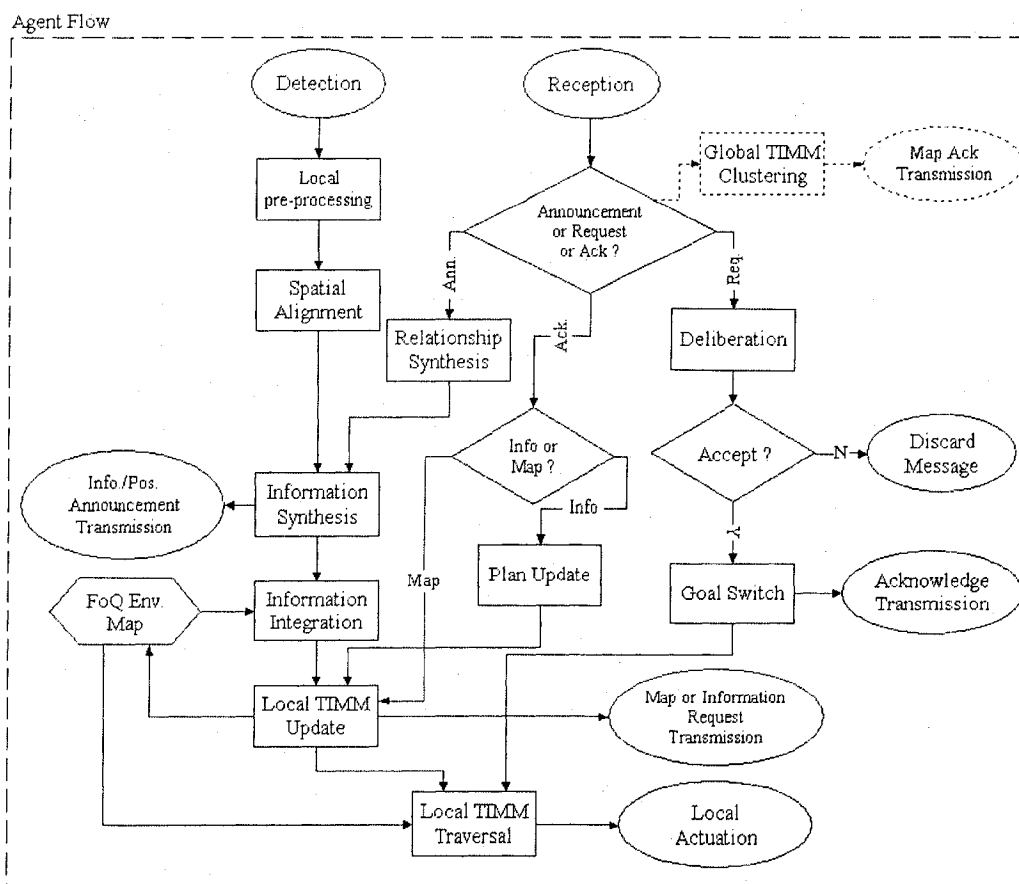 Agent Flow
Detection
Reception
Global TIMM
Clustering
Map Ack
Transmission
Local
pre-processing
Announcement
or Request
or Ack ?
Ann.
Req.
Ack.
Spatial
Alignment
Relationship
Synthesis
Deliberation
Info or
Map ?
Accept ?
N
Discard
Message
Info./Pos.
Announcement
Transmission
Information
Synthesis
Info
Y
Map
Plan Update
Goal Switch
Acknowledge
Transmission
FoQ Env.
Map
Information
Integration
Local TIMM
Update
Map or Information
Request
Transmission
Local TIMM
Traversal
Local
Actuation